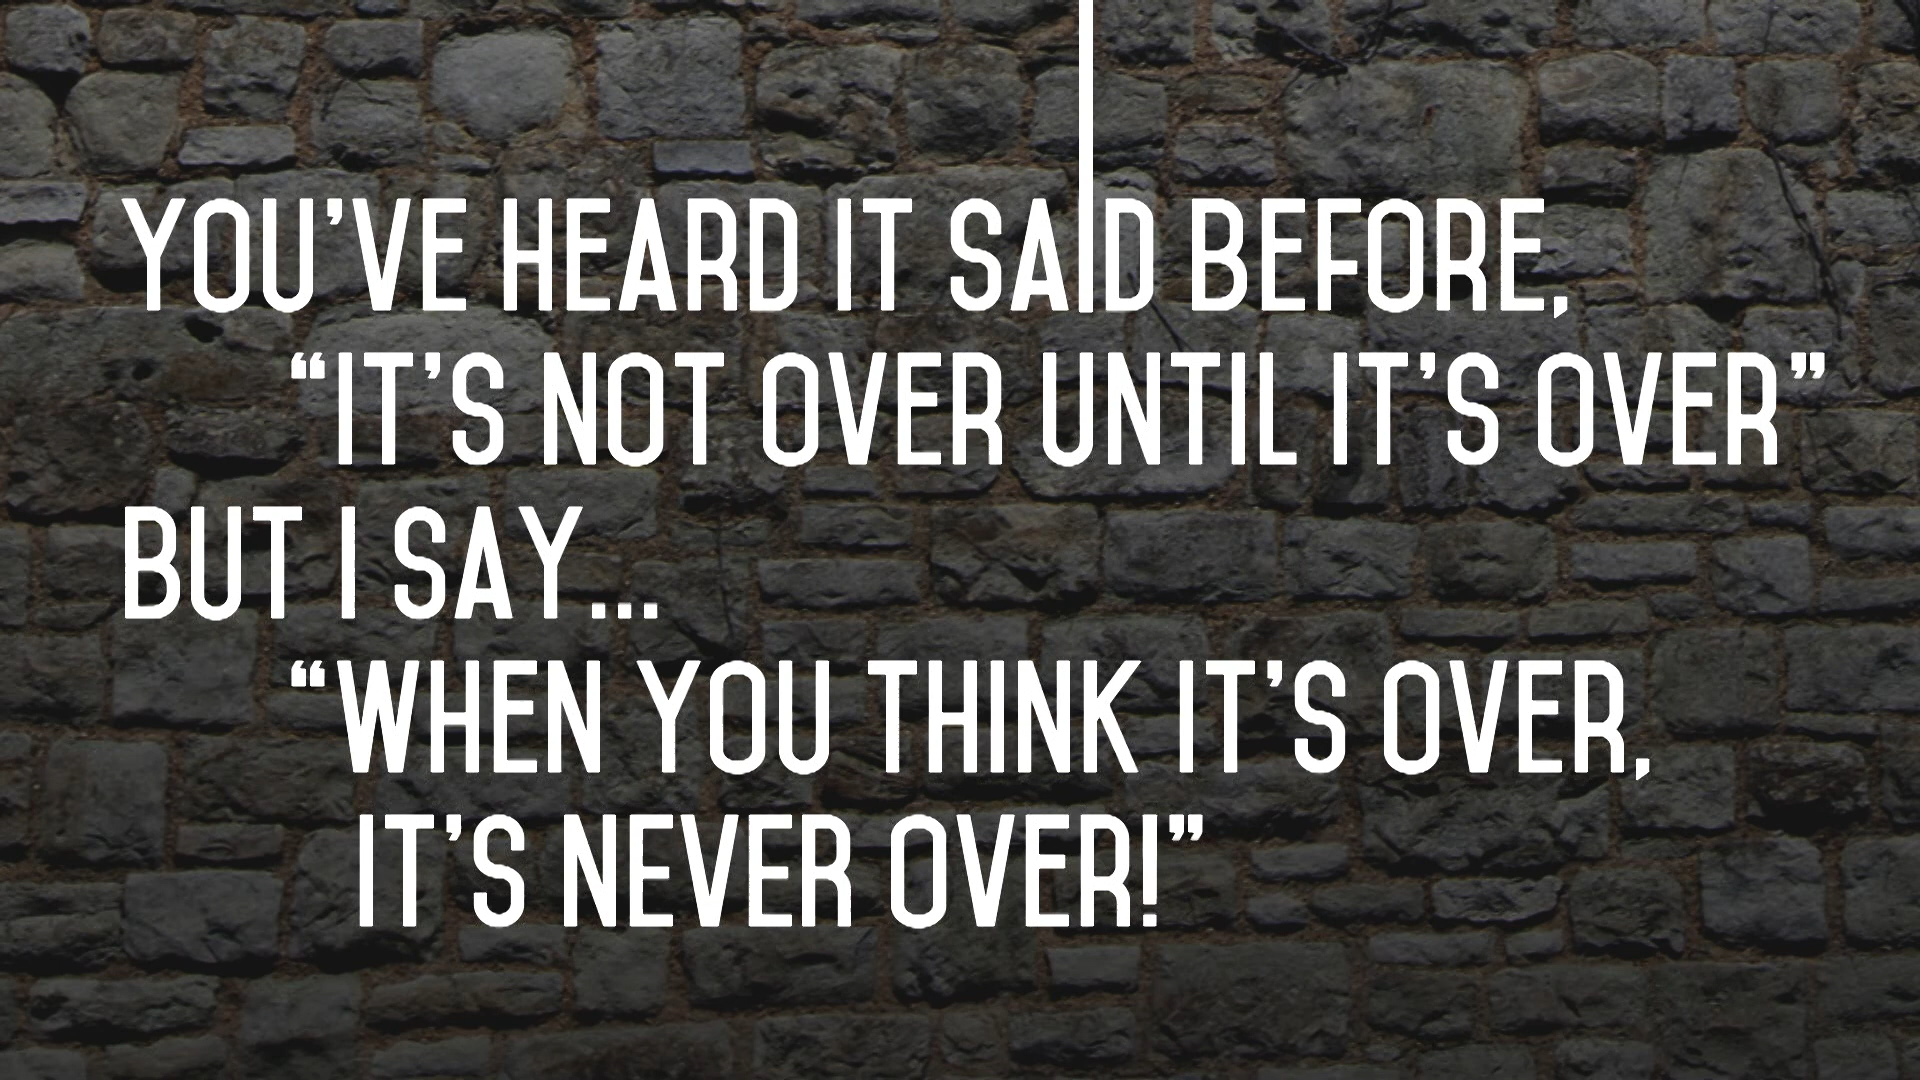 YOU’VE HEARD IT SAID BEFORE,
“IT’S NOT OVER UNTIL IT’S OVER”
BUT I SAY...
“WHEN YOU THINK IT’S OVER,
IT’S NEVER OVER!”